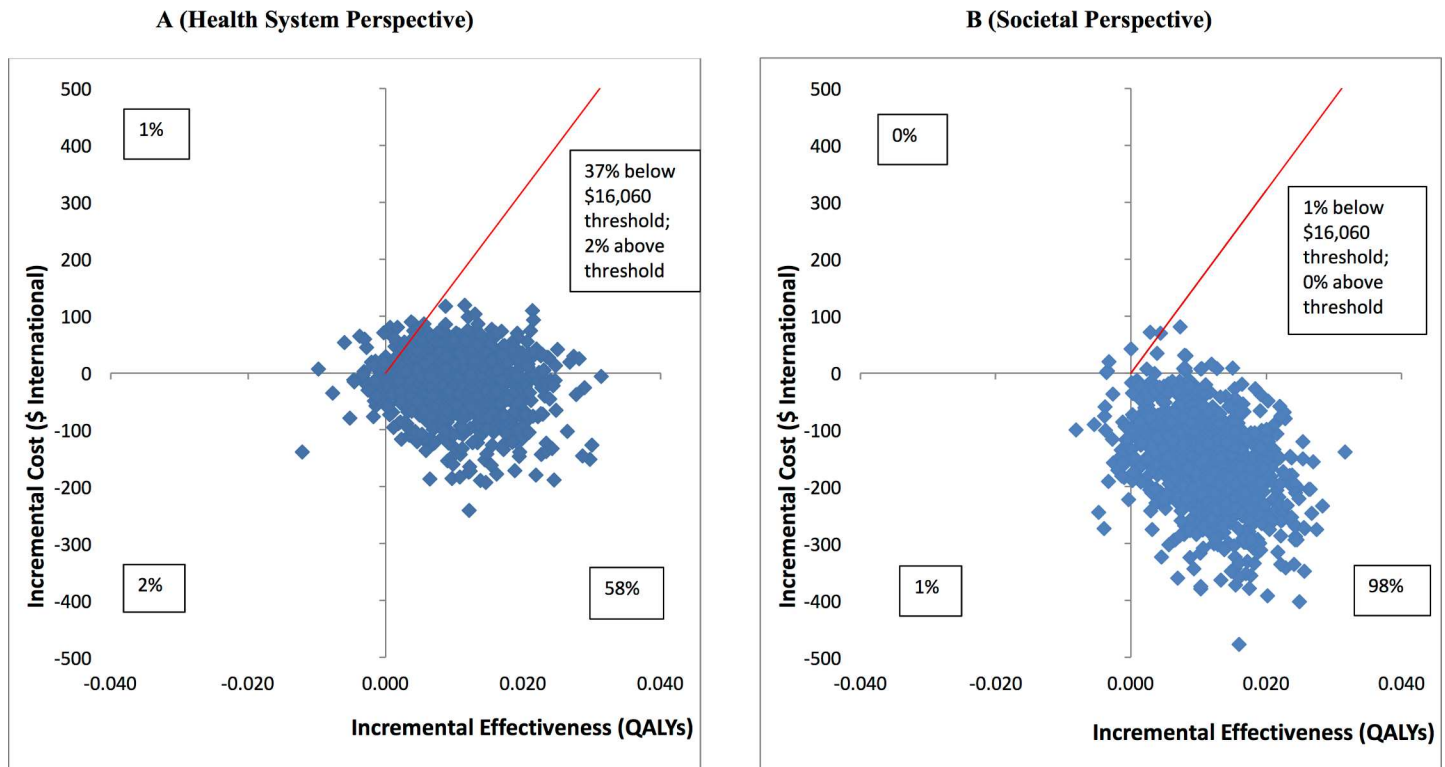 A (Health System Perspective)
500
400
300
200
100
0
-100
-200
-300
-400
-500
-0.040
-0.020
0.000
0.020
0.040
Incremental Cost ($ International)
Incremental Effectiveness (QALYs)
1%
37% below
$16,060
threshold;
2% above
threshold
2%
58%
B (Societal Perspective)
500
400
300
200
100
0
-100
-200
-300
-400
-500
-0.040
-0.020
0.000
0.020
0.040
Incremental Cost ($ International)
Incremental Effectiveness (QALYs)
0%
1% below
$16,060
threshold;
0% above
threshold
1%
98%